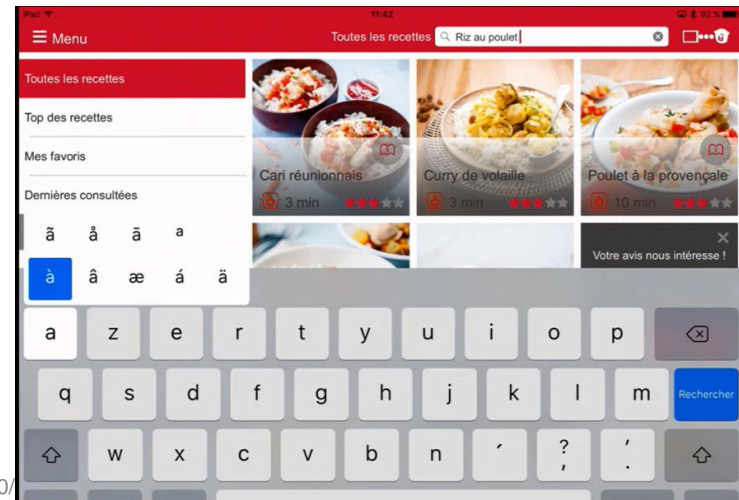 iPad 11:42 92 %
Menu Toutes les recettes Riz au poulet
Toutes les recettes
Top des recettes
Mes favoris
Dernières consultées
Cari réunionnais
3 min
Curry de volaille
3 min
Poulet à la provençale
10 min
Votre avis nous intéresse !
ã å ā ª
à â æ á ä
a z e r t y u i o p
q s d f g h j k l m Rechercher
w x c v b n ´ ? , ' .
0/